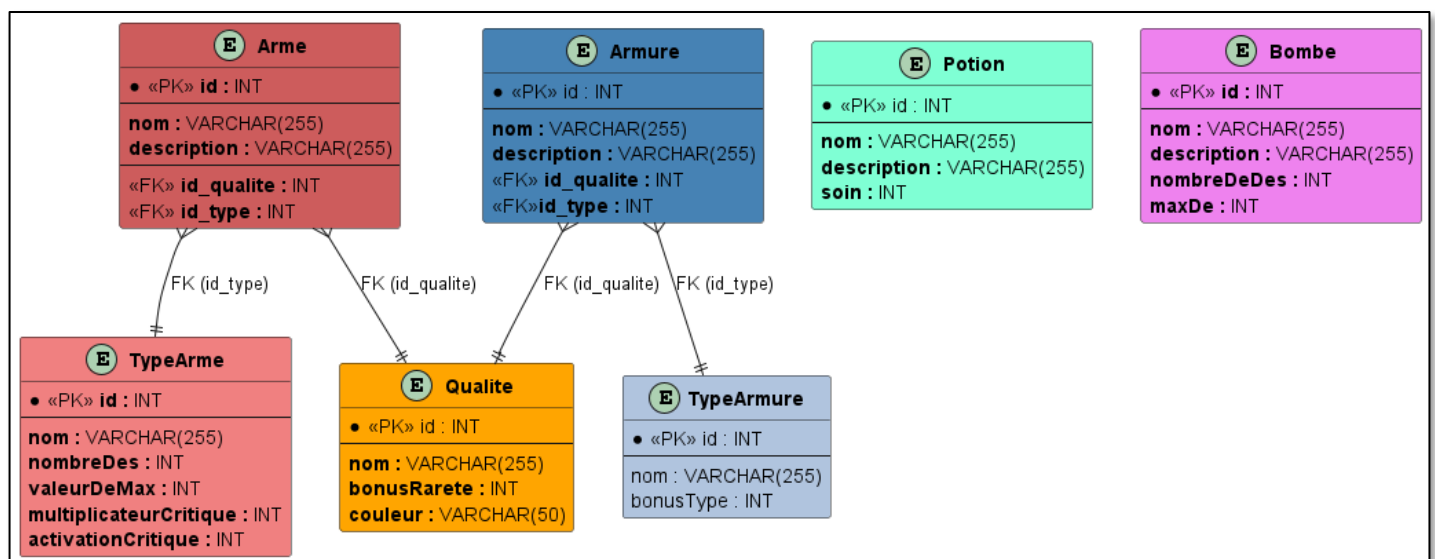 E Arme
• «PK» id : INT
nom : VARCHAR(255)
description : VARCHAR(255)
«FK» id_qualite : INT
«FK» id_type : INT
E Armure
• «PK» id : INT
nom : VARCHAR(255)
description : VARCHAR(255)
«FK» id_qualite : INT
«FK»id_type : INT
E Potion
• «PK» id : INT
nom : VARCHAR(255)
description : VARCHAR(255)
soin : INT
E Bombe
• «PK» id : INT
nom : VARCHAR(255)
description : VARCHAR(255)
nombreDeDes : INT
maxDe : INT
FK (id_type)
FK (id_qualite)
FK (id_qualite)
FK (id_type)
E TypeArme
• «PK» id : INT
nom : VARCHAR(255)
nombreDes : INT
valeurDeMax : INT
multiplicateurCritique : INT
activationCritique : INT
E Qualite
• «PK» id : INT
nom : VARCHAR(255)
bonusRarete : INT
couleur : VARCHAR(50)
E TypeArmure
• «PK» id : INT
nom : VARCHAR(255)
bonusType : INT